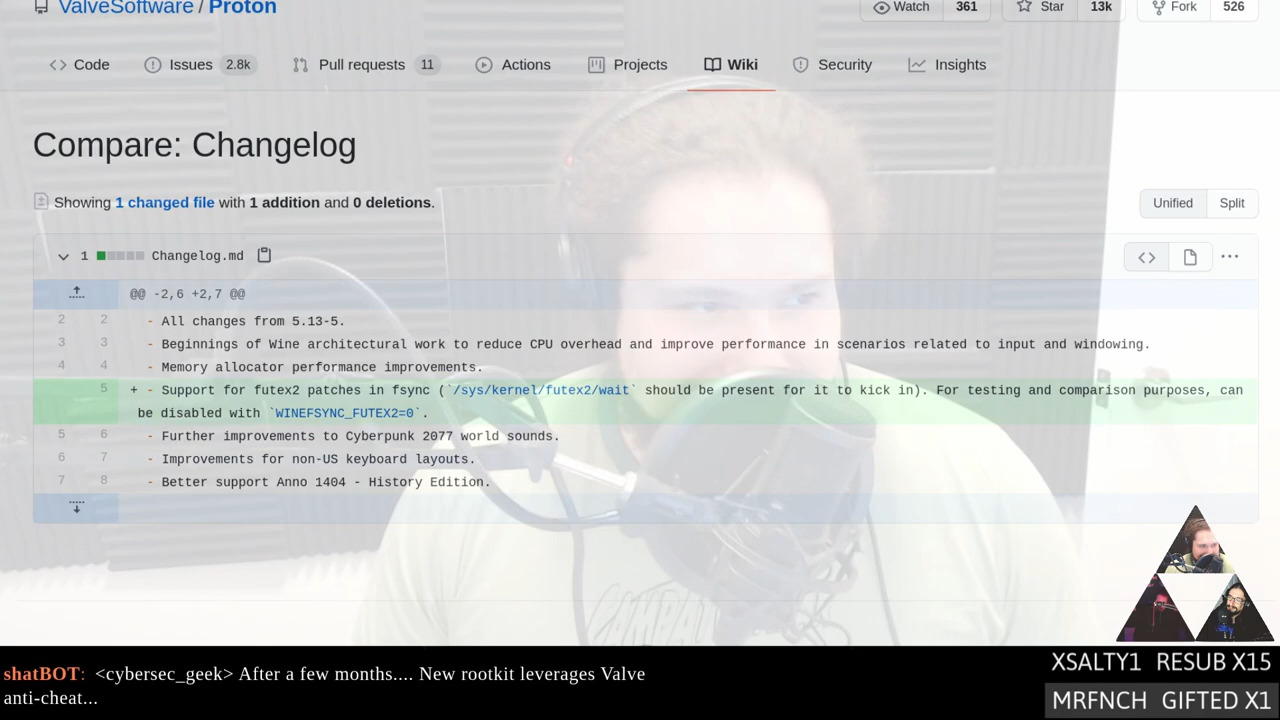 ValveSoftware / Proton
Watch 361 Star 13k Fork 526
Code Issues 2.8k Pull requests 11 Actions Projects Wiki Security Insights
Compare: Changelog
Showing 1 changed file with 1 addition and 0 deletions.
Unified Split
1 Changelog.md
@@ -2,6 +2,7 @@
2 2 - All changes from 5.13-5.
3 3 - Beginnings of Wine architectural work to reduce CPU overhead and improve performance in scenarios related to input and windowing.
4 4 - Memory allocator performance improvements.
5 + - Support for futex2 patches in fsync (`/sys/kernel/futex2/wait` should be present for it to kick in). For testing and comparison purposes, can
be disabled with `WINEFSYNC_FUTEX2=0`.
5 6 - Further improvements to Cyberpunk 2077 world sounds.
6 7 - Improvements for non-US keyboard layouts.
7 8 - Better support Anno 1404 - History Edition.
shatBOT: <cybersec_geek> After a few months.... New rootkit leverages Valve
anti-cheat...
XSALTY1 RESUB X15
MRFNCH GIFTED X1